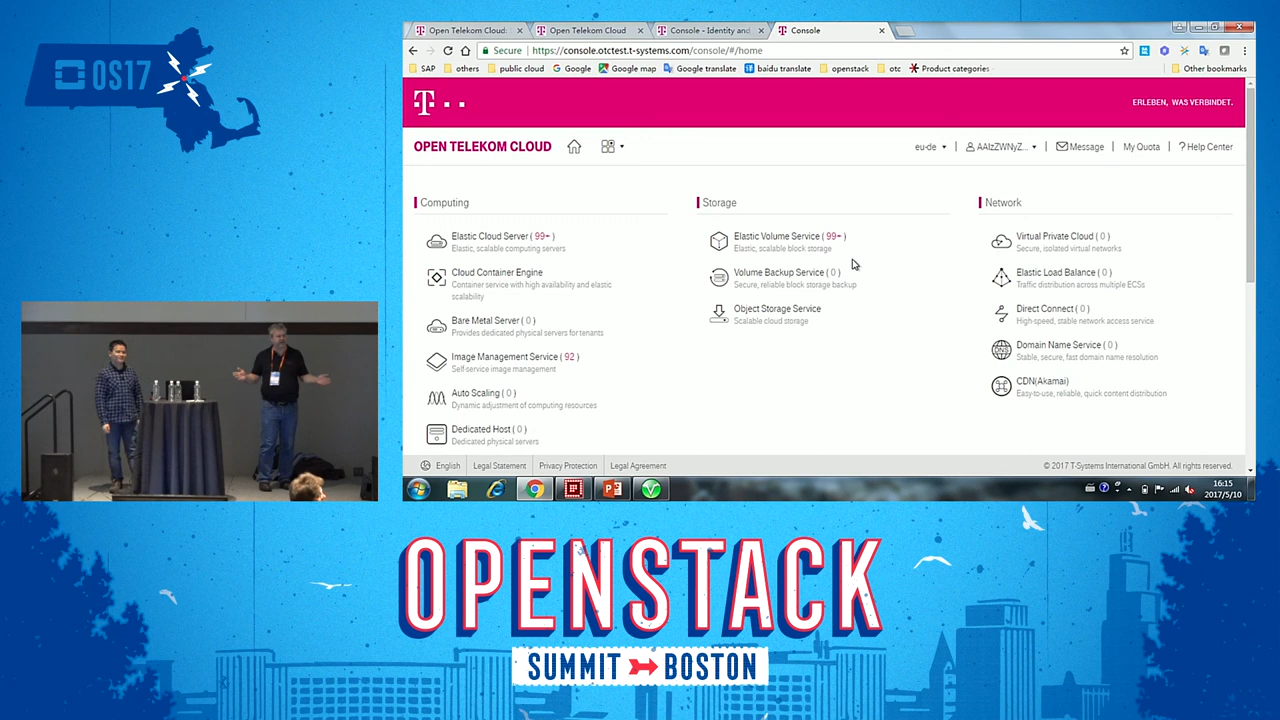 OS17
Open Telekom Cloud:
Open Telekom Cloud
Console - Identity and
Console
Secure
https://console.otctest.t-systems.com/console/#/home
SAP
others
public cloud
Google
Google map
Google translate
baidu translate
openstack
otc
Product categories
Other bookmarks
T
ERLEBEN, WAS VERBINDET.
OPEN TELEKOM CLOUD
eu-de
AAIzZWNyZ...
Message
My Quota
? Help Center
Computing
Elastic Cloud Server ( 99+ )
Elastic, scalable computing servers
Cloud Container Engine
Container service with high availability and elastic
scalability
Bare Metal Server ( 0 )
Provides dedicated physical servers for tenants
Image Management Service ( 92 )
Self-service image management
Auto Scaling ( 0 )
Dynamic adjustment of computing resources
Dedicated Host ( 0 )
Dedicated physical servers
Storage
Elastic Volume Service ( 99+ )
Elastic, scalable block storage
Volume Backup Service ( 0 )
Secure, reliable block storage backup
Object Storage Service
Scalable cloud storage
Network
Virtual Private Cloud ( 0 )
Secure, isolated virtual networks
Elastic Load Balance ( 0 )
Traffic distribution across multiple ECSs
Direct Connect ( 0 )
High-speed, stable network access service
Domain Name Service ( 0 )
Stable, secure, fast domain name resolution
DNS
CDN(Akamai)
Easy-to-use, reliable, quick content distribution
English
Legal Statement
Privacy Protection
Legal Agreement
© 2017 T-Systems International GmbH. All rights reserved.
16:15
2017/5/10
OPENSTACK
SUMMIT BOSTON